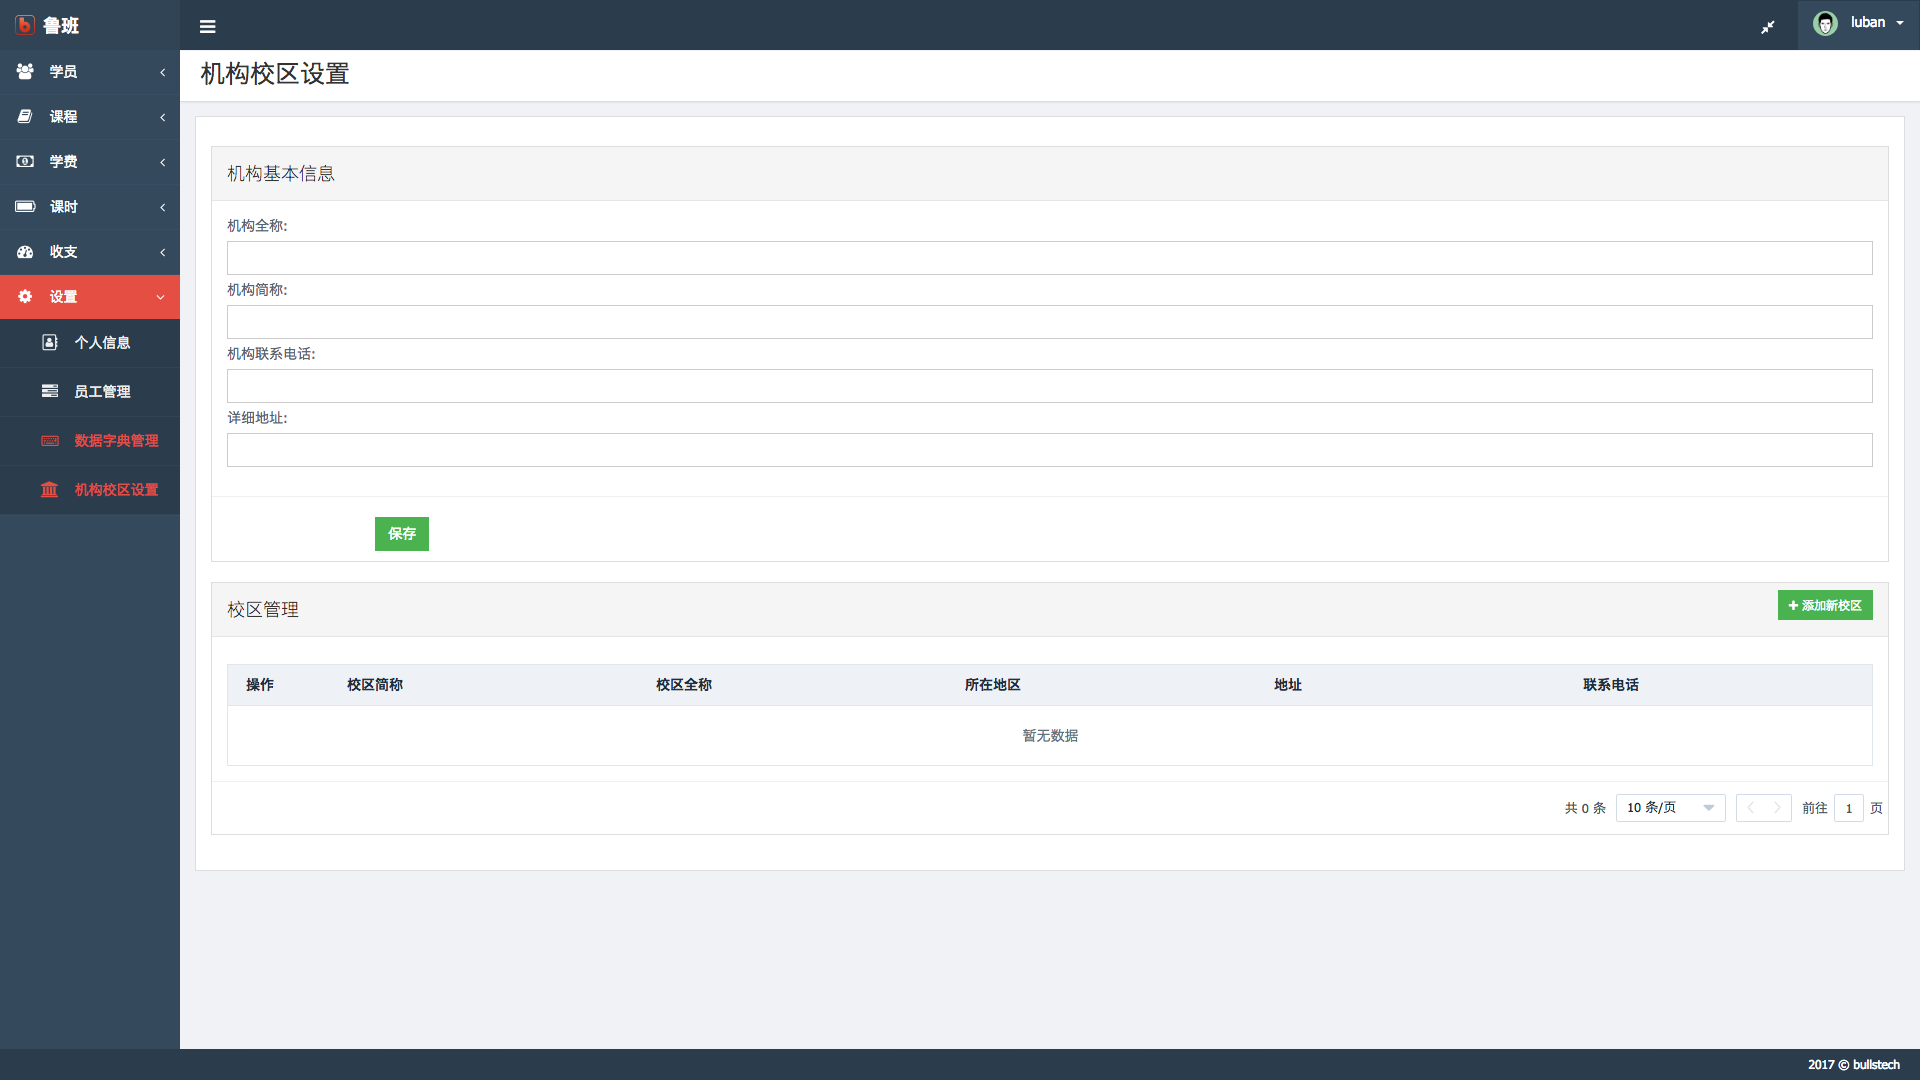 鲁班
luban
学员
课程
学费
课时
收支
设置
个人信息
员工管理
数据字典管理
机构校区设置
机构校区设置
机构基本信息
机构全称:
机构简称:
机构联系电话:
详细地址:
保存
校区管理
添加新校区
操作 校区简称 校区全称 所在地区 地址 联系电话
暂无数据
共 0 条 10 条/页 前往 1 页
2017 © bullstech